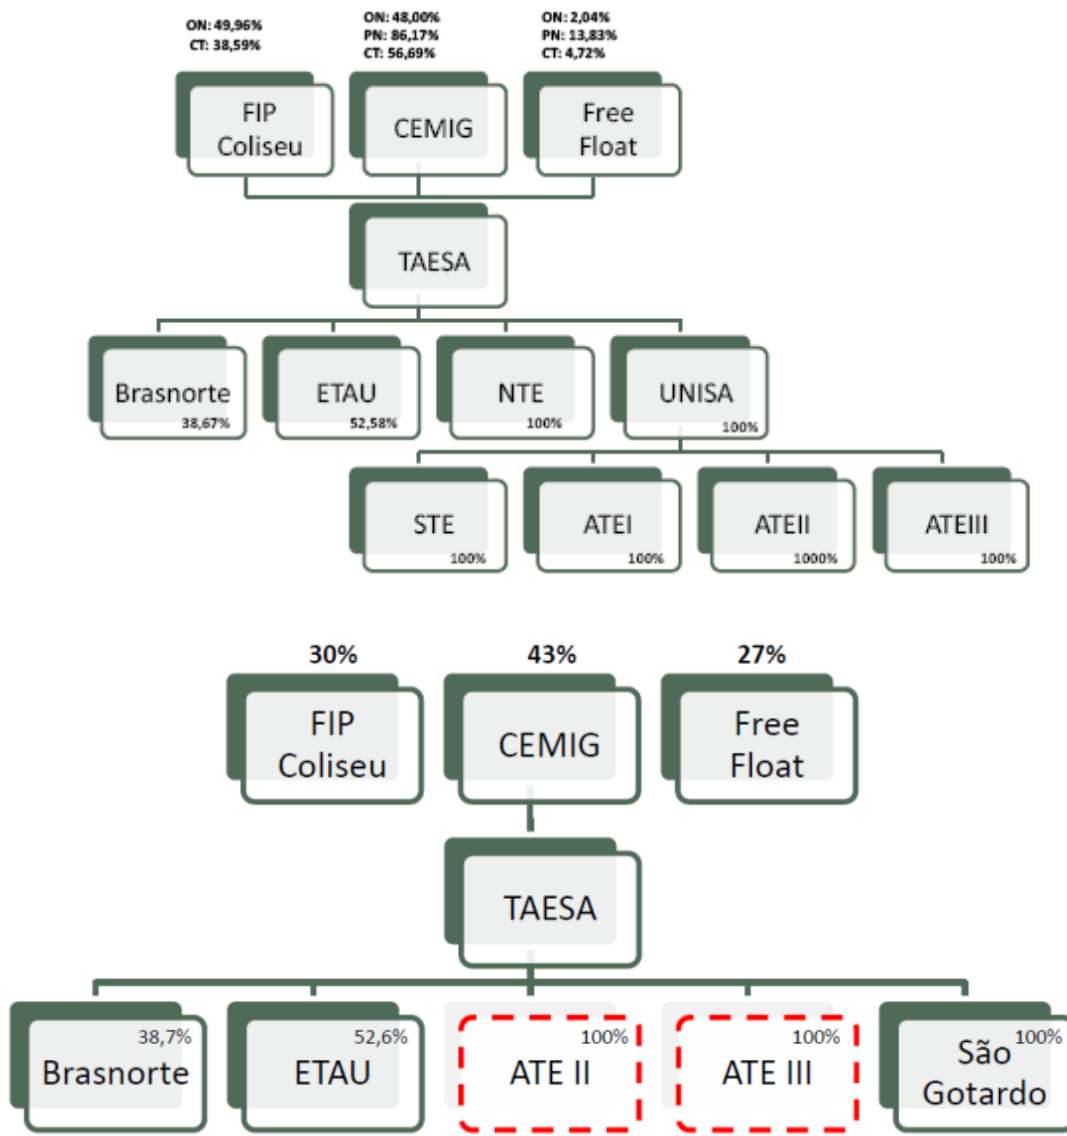 ON: 49,96%
CT: 38,59%
ON: 48,00%
PN: 86,17%
CT: 56,69%
ON: 2,04%
PN: 13,83%
CT: 4,72%
FIP
Coliseu
CEMIG
Free
Float
TAESA
Brasnorte
38,67%
ETAU
52,58%
NTE
100%
UNISA
100%
STE
100%
ATEI
100%
ATEII
1000%
ATEIII
100%
30%
43%
27%
FIP
Coliseu
CEMIG
Free
Float
TAESA
38,7%
Brasnorte
52,6%
ETAU
100%
ATE II
100%
ATE III
100%
São
Gotardo